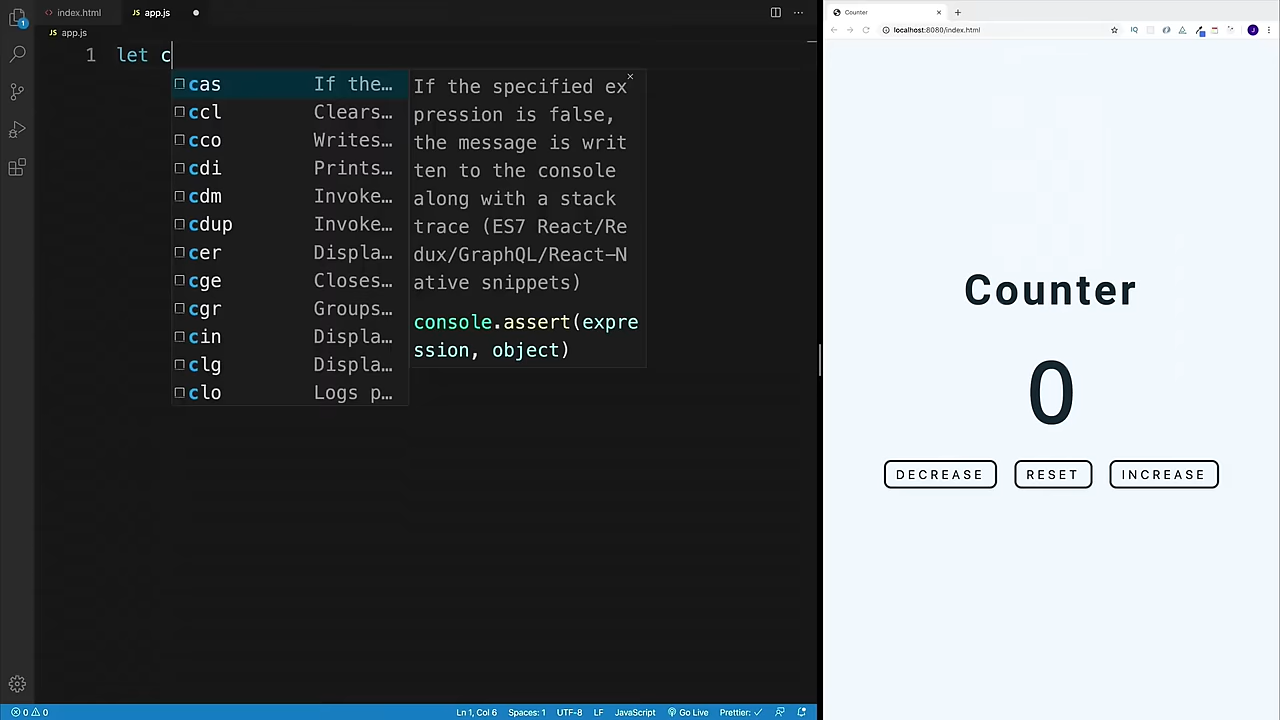 index.html
app.js
app.js
1
let c
cas If the…
ccl Clears…
cco Writes…
cdi Prints…
cdm Invoke…
cdup Invoke…
cer Displa…
cge Closes…
cgr Groups…
cin Displa…
clg Displa…
clo Logs p…
If the specified ex
pression is false,
the message is writ
ten to the console
along with a stack
trace (ES7 React/Re
dux/GraphQL/React-N
ative snippets)
console.assert(expre
ssion, object)
1
0 0
Ln 1, Col 6 Spaces: 1 UTF-8 LF JavaScript Go Live Prettier: ✓
Counter
localhost:8080/index.html
IQ
J
Counter
0
DECREASE RESET INCREASE